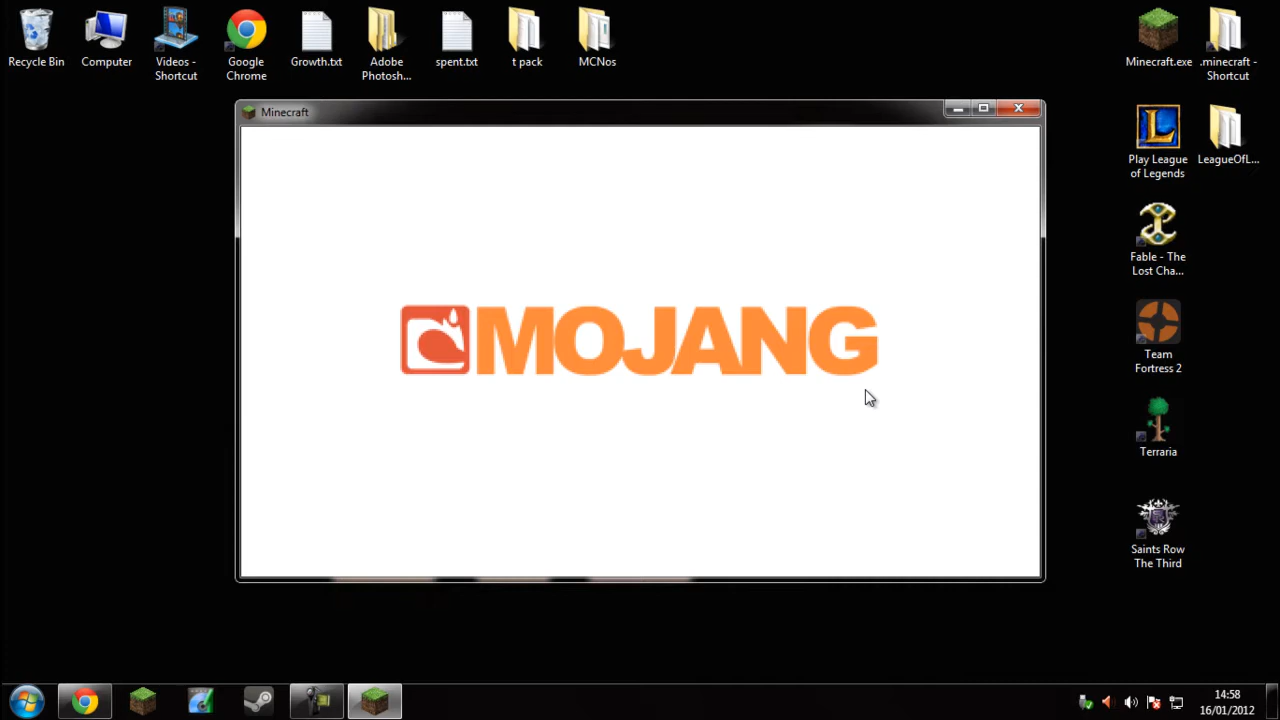 Recycle Bin
Computer
Videos -
Shortcut
Google
Chrome
Growth.txt
Adobe
Photosh...
spent.txt
t pack
MCNos
Minecraft.exe
.minecraft -
Shortcut
Minecraft
Play League
of Legends
LeagueOfL...
MOJANG
Fable - The
Lost Cha...
Team
Fortress 2
Terraria
Saints Row
The Third
14:58
16/01/2012